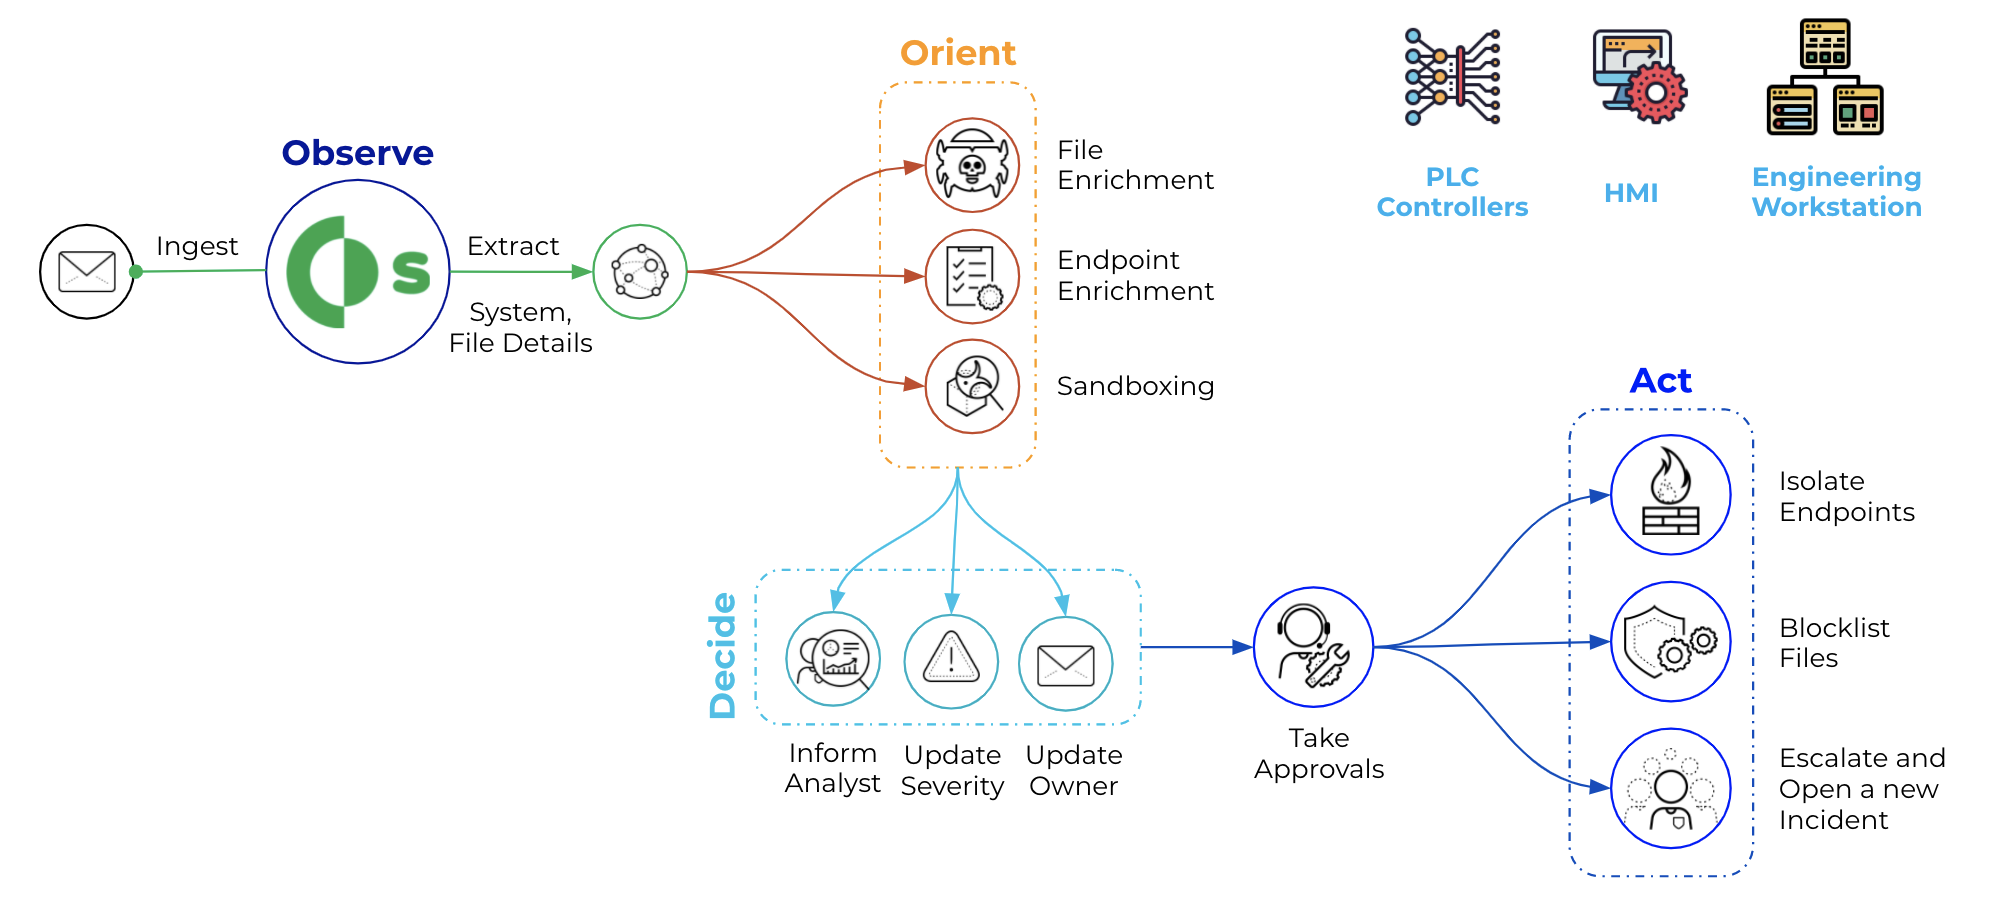 Orient
Observe
Ingest
Extract
System,
File Details
File
Enrichment
Endpoint
Enrichment
Sandboxing
PLC
Controllers
HMI
Engineering
Workstation
Decide
Inform
Analyst
Update
Severity
Update
Owner
Take
Approvals
Act
Isolate
Endpoints
Blocklist
Files
Escalate and
Open a new
Incident
s